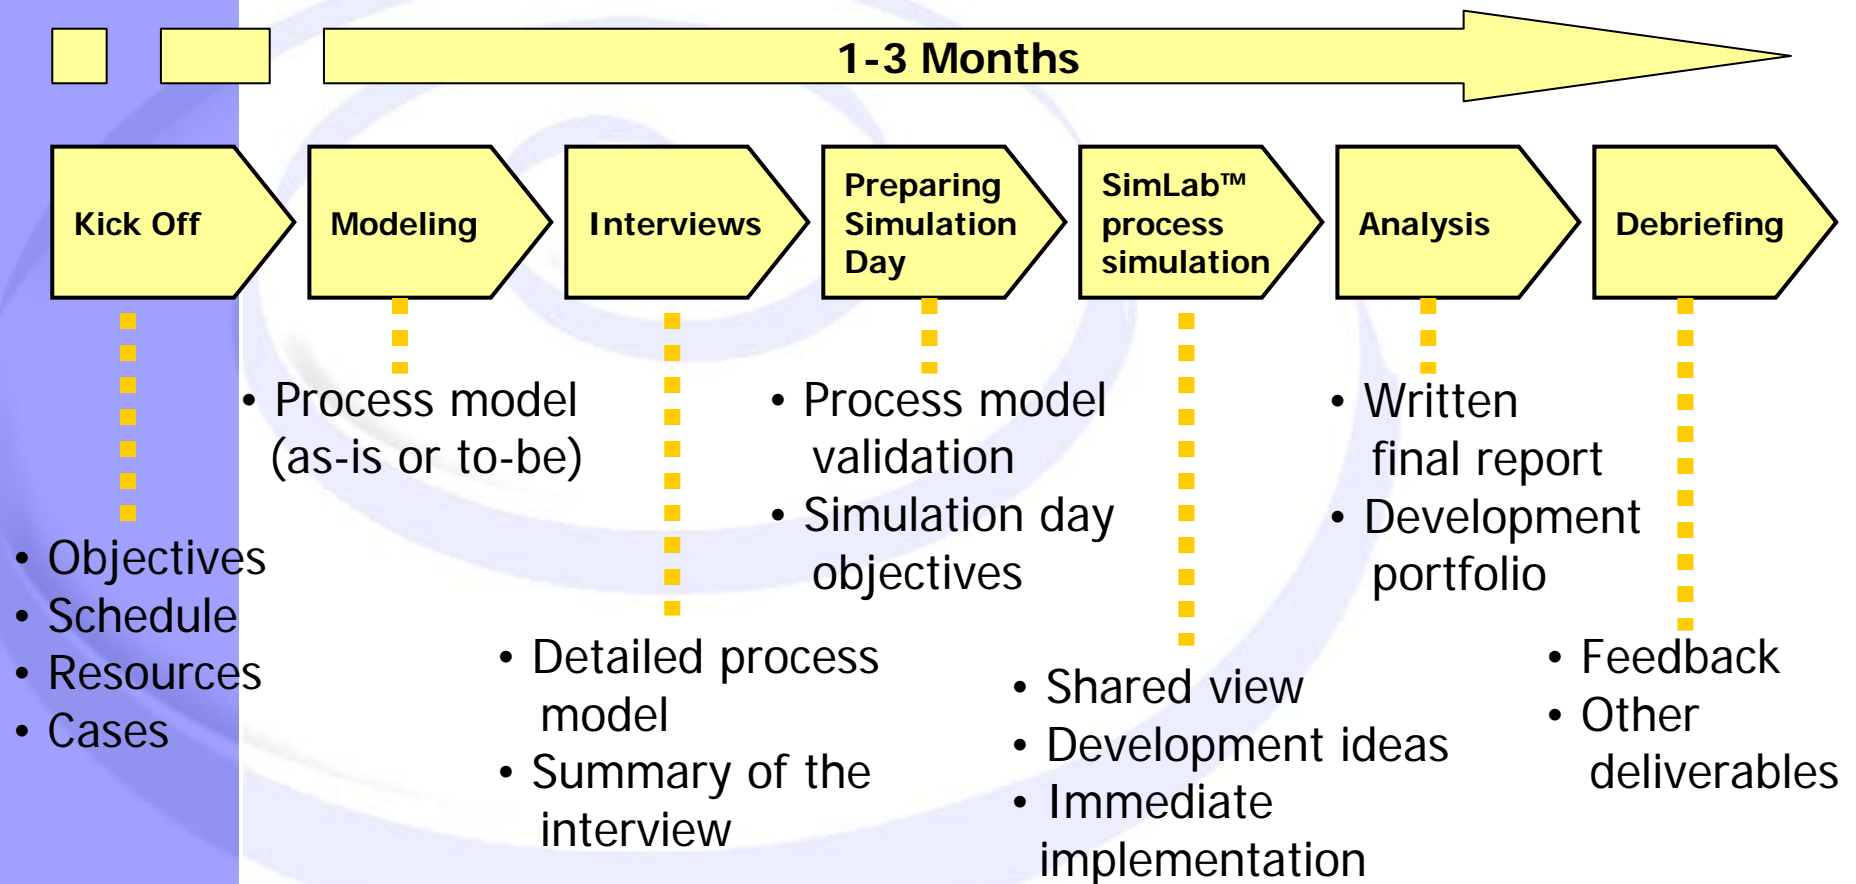 1-3 Months
Kick Off
Modeling
Interviews
Preparing
Simulation
Day
SimLab™
process
simulation
Analysis
Debriefing
• Objectives
• Schedule
• Resources
• Cases
• Process model
(as-is or to-be)
• Detailed process
model
• Summary of the
interview
• Process model
validation
• Simulation day
objectives
• Shared view
• Development ideas
• Immediate
implementation
• Written
final report
• Development
portfolio
• Feedback
• Other
deliverables